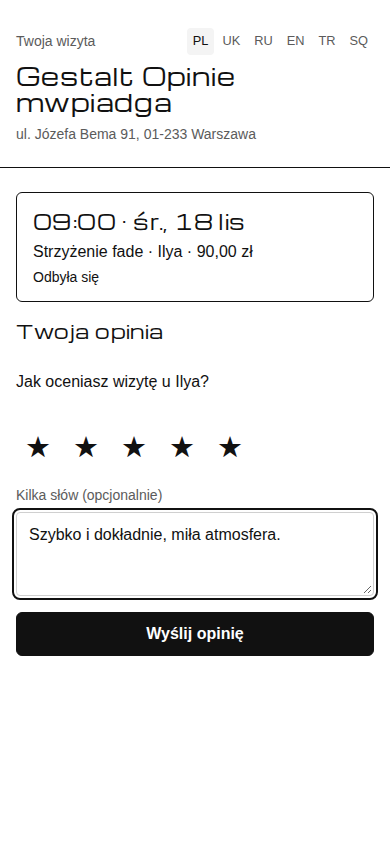 Twoja wizyta
PL UK RU EN TR SQ
Gestalt Opinie
mwpiadga
ul. Józefa Bema 91, 01-233 Warszawa
09:00 · śr., 18 lis
Strzyżenie fade · Ilya · 90,00 zł
Odbyła się
Twoja opinia
Jak oceniasz wizytę u Ilya?
★ ★ ★ ★ ★
Kilka słów (opcjonalnie)
Szybko i dokładnie, miła atmosfera.
Wyślij opinię